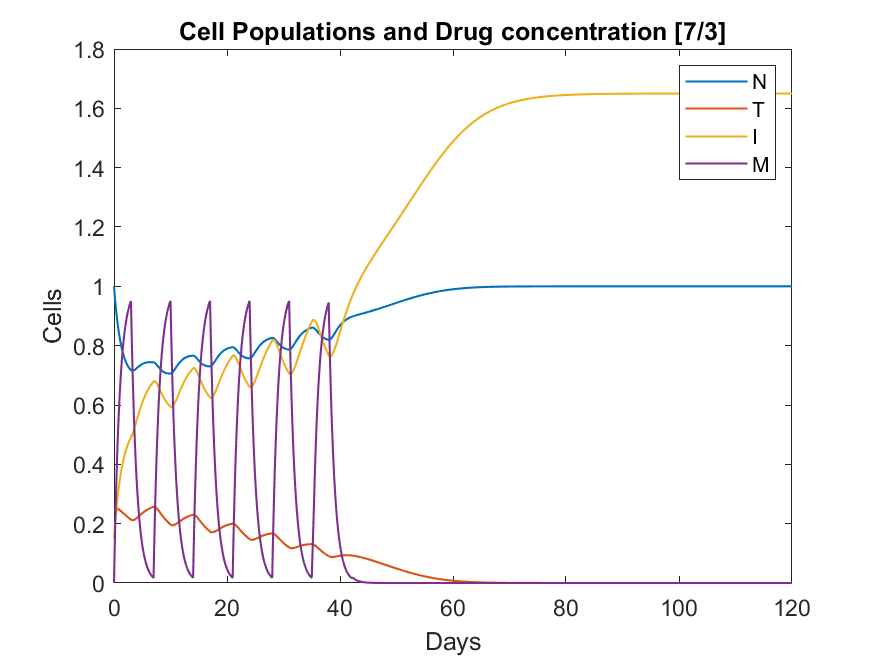 Cell Populations and Drug concentration [7/3]
1.8
1.6
1.4
1.2
1
0.8
0.6
0.4
0.2
0
Cells
N
T
I
M
0 20 40 60 80 100 120
Days